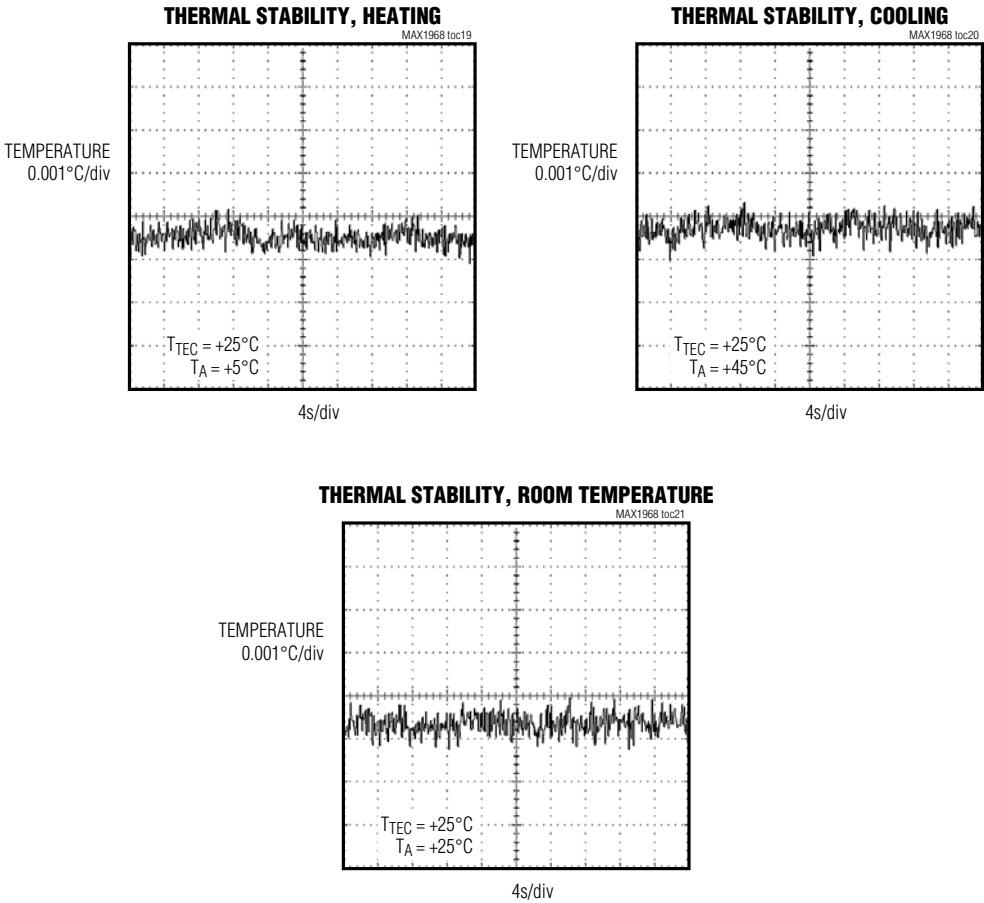 THERMAL STABILITY, HEATING
MAX1968 toc19
TEMPERATURE
0.001°C/div
TTEC = +25°C
TA = +5°C
4s/div
THERMAL STABILITY, COOLING
MAX1968 toc20
TEMPERATURE
0.001°C/div
TTEC = +25°C
TA = +45°C
4s/div
THERMAL STABILITY, ROOM TEMPERATURE
MAX1968 toc21
TEMPERATURE
0.001°C/div
TTEC = +25°C
TA = +25°C
4s/div